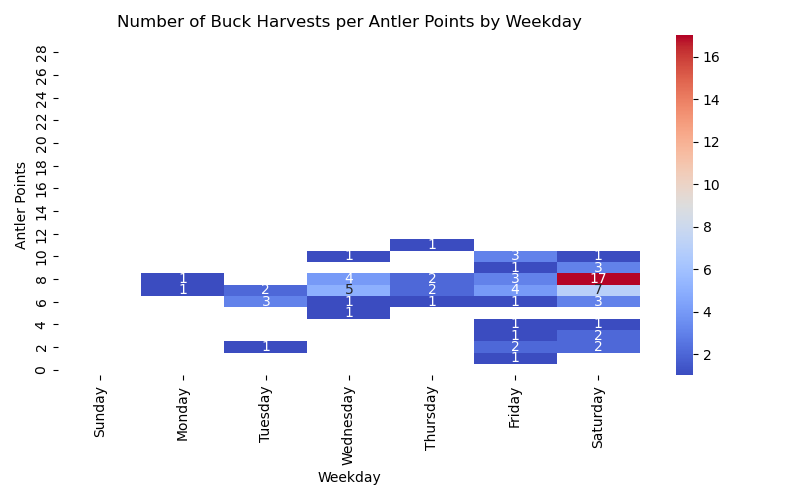 Number of Buck Harvests per Antler Points by Weekday
28
26
24
22
20
18
16
14
12
10
8
6
4
2
0
Antler Points
1
1 3 1
1 3
1 4 2 3 17
1 2 5 2 4 7
3 1 1 1 3
1
1 1
1 2
1 2 2
1
Sunday
Monday
Tuesday
Wednesday
Thursday
Friday
Saturday
Weekday
16
14
12
10
8
6
4
2